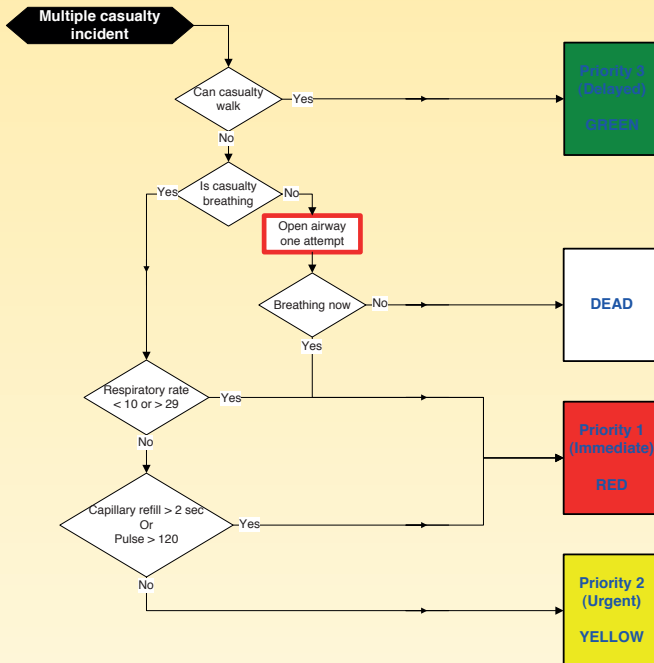 Multiple casualty
incident
Can casualty
walk
Yes
Priority 3
(Delayed)
GREEN
No
Is casualty
breathing
Yes
No
Open airway
one attempt
Breathing now
No
DEAD
Yes
Respiratory rate
< 10 or > 29
Yes
Priority 1
(Immediate)
RED
No
Capillary refill > 2 sec
Or
Pulse > 120
Yes
No
Priority 2
(Urgent)
YELLOW